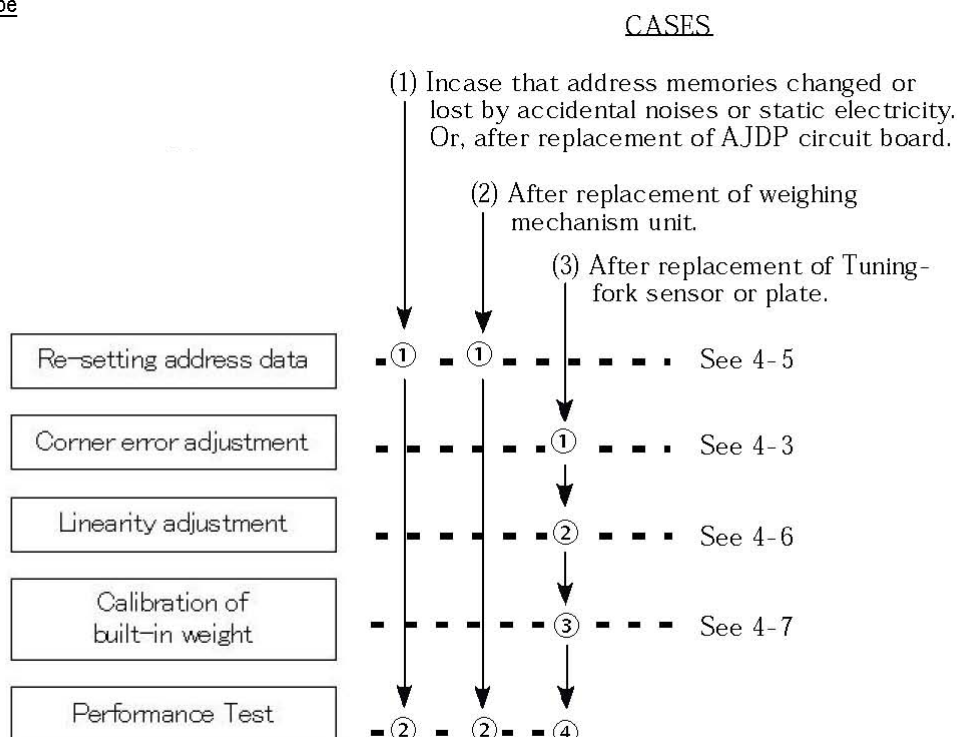 CASES
(1) Incase that address memories changed or
lost by accidental noises or static electricity.
Or, after replacement of AJDP circuit board.
(2) After replacement of weighing
mechanism unit.
(3) After replacement of Tuning-
fork sensor or plate.
Re-setting address data ① ① See 4-5
Corner error adjustment ① See 4-3
Linearity adjustment ② See 4-6
Calibration of
built-in weight ③ See 4-7
Performance Test ② ② ④